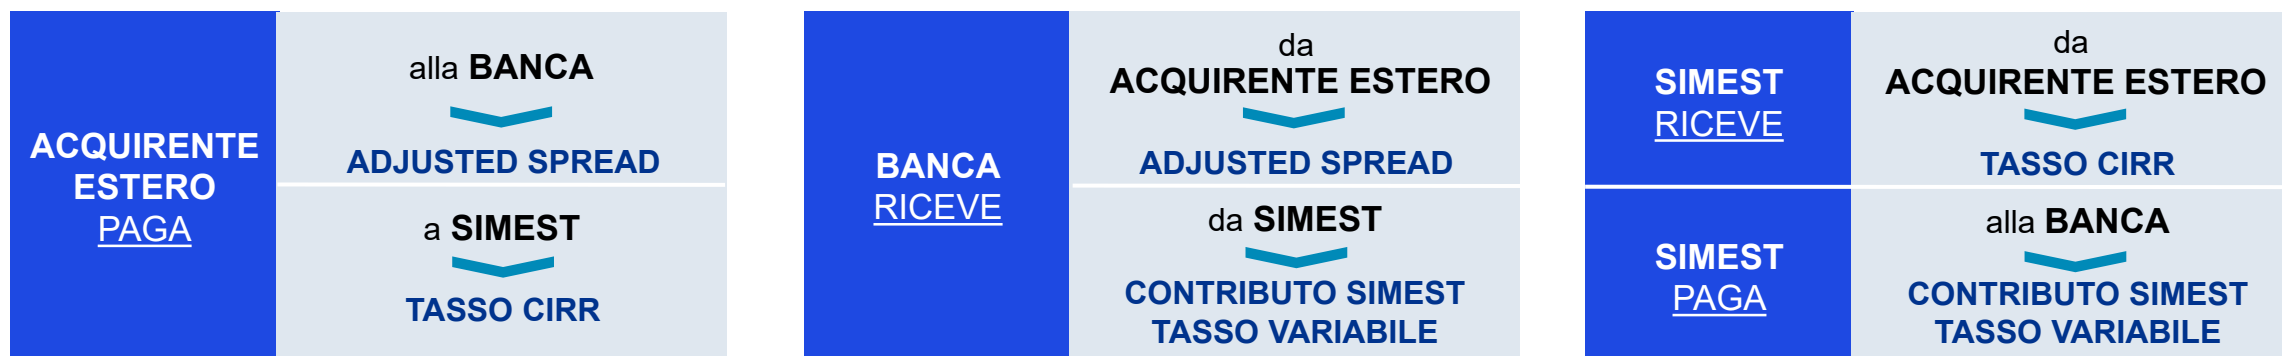 ACQUIRENTE
ESTERO
PAGA
alla BANCA
ADJUSTED SPREAD
a SIMEST
TASSO CIRR
BANCA
RICEVE
da
ACQUIRENTE ESTERO
ADJUSTED SPREAD
da SIMEST
CONTRIBUTO SIMEST
TASSO VARIABILE
SIMEST
RICEVE
da
ACQUIRENTE ESTERO
TASSO CIRR
SIMEST
PAGA
alla BANCA
CONTRIBUTO SIMEST
TASSO VARIABILE